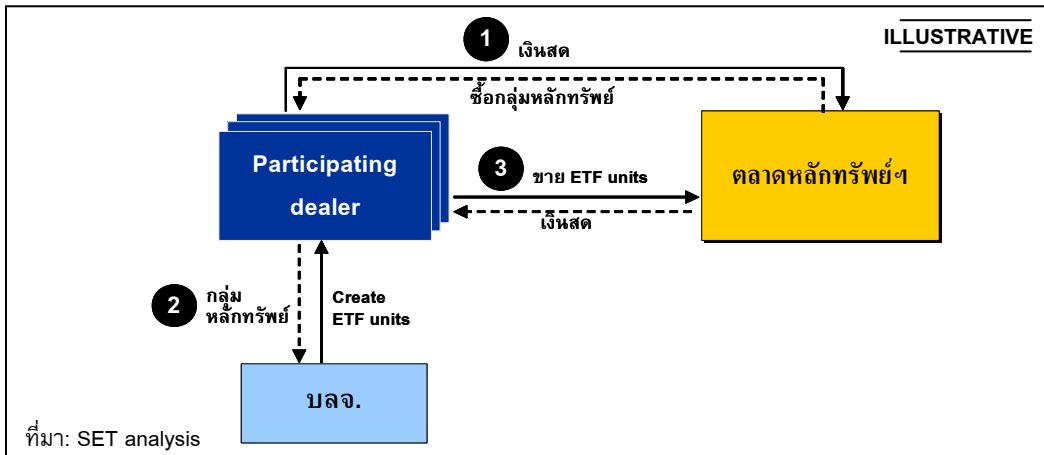 ILLUSTRATIVE
1
เงินสด
ซื้อกลุ่มหลักทรัพย์
Participating
dealer
3
ขาย ETF units
เงินสด
ตลาดหลักทรัพย์ฯ
2
กลุ่ม
หลักทรัพย์
Create
ETF units
บลจ.
ที่มา: SET analysis